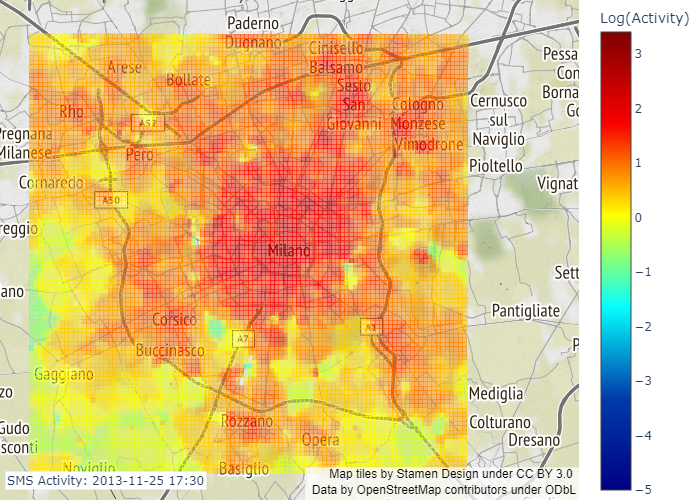 Log(Activity)
3
2
1
0
−1
−2
−3
−4
−5
Paderno
Dugnano
Cinisello
Balsamo
Arese
Bollate
Sesto
San
Giovanni
Pessa
Con
Borna
Go
Rho
Cologno
Monzese
Cernusco
sul
Naviglio
A52
Pregnana
Milanese
Pero
Vimodrone
Pioltello
Cornaredo
Vignat
A50
reggio
Milano
Sett
ano
Pantigliate
Corsico
A7
Buccinasco
Gaggiano
Mediglia
zo
Rozzano
Colturano
Gudo
sconti
Opera
Dresano
Noviglio
Basiglio
SMS Activity: 2013-11-25 17:30
Map tiles by Stamen Design under CC BY 3.0
Data by OpenStreetMap contributors under ODbL